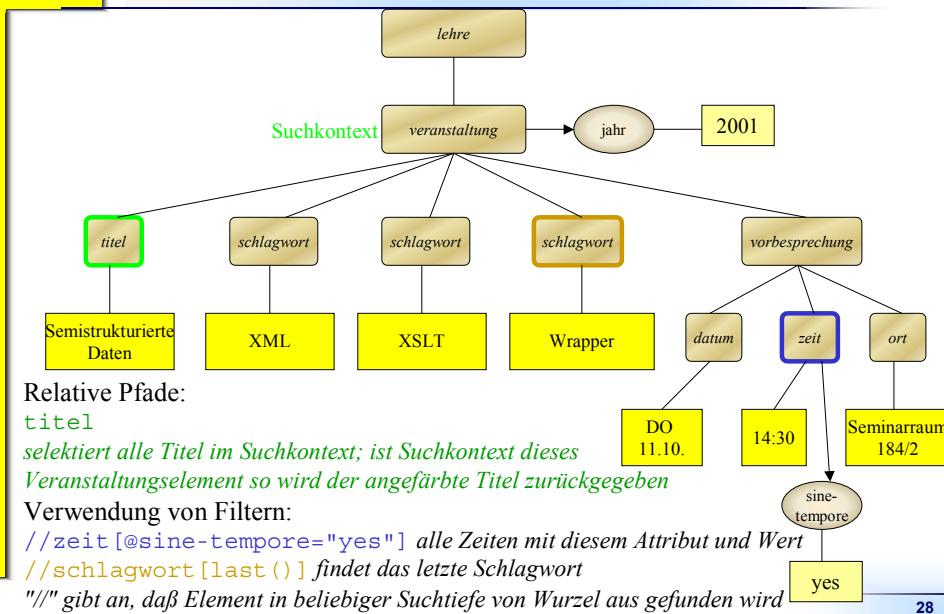 lehre
Suchkontext
veranstaltung
jahr
2001
titel
schlagwort
schlagwort
schlagwort
vorbesprechung
Semistrukturierte
Daten
XML
XSLT
Wrapper
datum
zeit
ort
DO
11.10.
14:30
Seminarraum
184/2
sine-
tempore
yes
Relative Pfade:
titel
selektiert alle Titel im Suchkontext; ist Suchkontext dieses
Veranstaltungselement so wird der angefärbte Titel zurückgegeben
Verwendung von Filtern:
//zeit[@sine-tempore="yes"] alle Zeiten mit diesem Attribut und Wert
//schlagwort[last()] findet das letzte Schlagwort
"//" gibt an, daß Element in beliebiger Suchtiefe von Wurzel aus gefunden wird
28